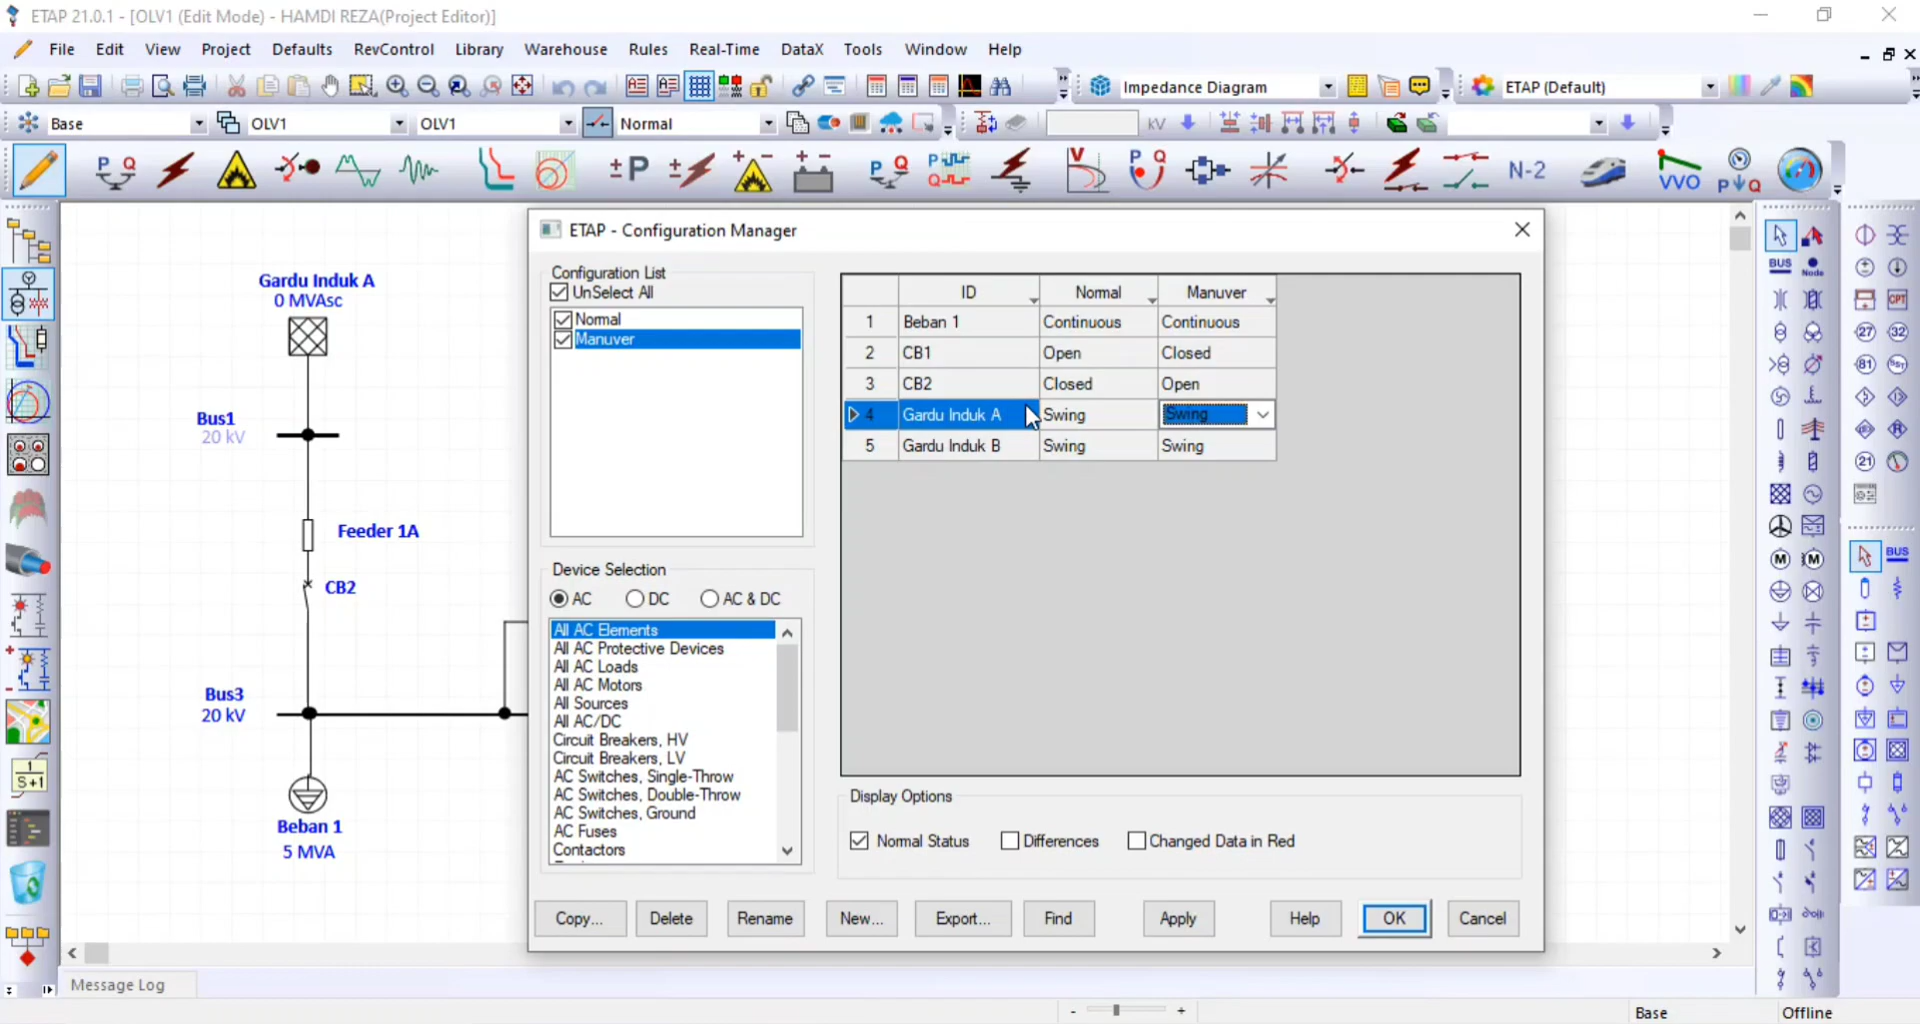 ETAP 21.0.1 - [OLV1 (Edit Mode) - HAMDI REZA(Project Editor)]
File Edit View Project Defaults RevControl Library Warehouse Rules Real-Time DataX Tools Window Help
Impedance Diagram ETAP (Default)
Base OLV1 OLV1 Normal kV
N-2 VVO
ETAP - Configuration Manager
Configuration List
UnSelect All
Normal
Manuver
ID Normal Manuver
1 Beban 1 Continuous Continuous
2 CB1 Open Closed
3 CB2 Closed Open
4 Gardu Induk A Swing Swing
5 Gardu Induk B Swing Swing
Device Selection
AC DC AC & DC
All AC Elements
All AC Protective Devices
All AC Loads
All AC Motors
All Sources
All AC/DC
Circuit Breakers, HV
Circuit Breakers, LV
AC Switches, Single-Throw
AC Switches, Double-Throw
AC Switches, Ground
AC Fuses
Contactors
Display Options
Normal Status Differences Changed Data in Red
Copy... Delete Rename New... Export... Find Apply Help OK Cancel
Gardu Induk A
0 MVAsc
Bus1
20 kV
Feeder 1A
CB2
Bus3
20 kV
Beban 1
5 MVA
Message Log
Base Offline